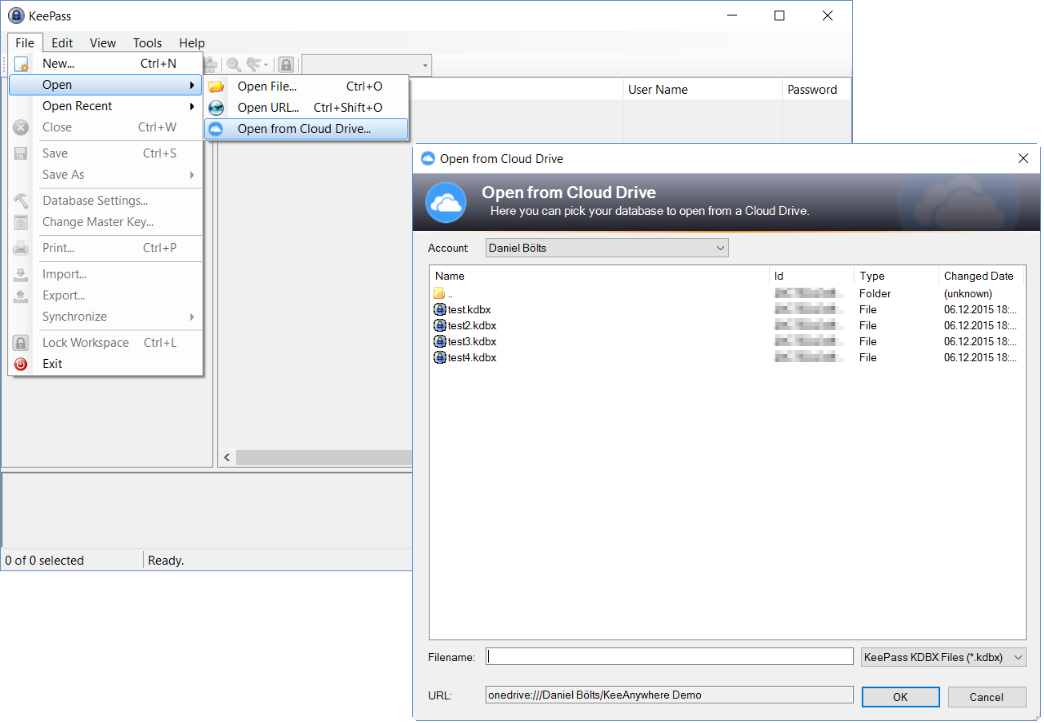 KeePass
File Edit View Tools Help
New... Ctrl+N
Open
Open Recent
Close Ctrl+W
Save Ctrl+S
Save As
Database Settings...
Change Master Key...
Print... Ctrl+P
Import...
Export...
Synchronize
Lock Workspace Ctrl+L
Exit
Open File... Ctrl+O
Open URL... Ctrl+Shift+O
Open from Cloud Drive...
User Name Password
0 of 0 selected Ready.
Open from Cloud Drive
Open from Cloud Drive
Here you can pick your database to open from a Cloud Drive.
Account: Daniel Bölts
Name Id Type Changed Date
.. Folder (unknown)
test.kdbx File 06.12.2015 18:...
test2.kdbx File 06.12.2015 18:...
test3.kdbx File 06.12.2015 18:...
test4.kdbx File 06.12.2015 18:...
Filename: KeePass KDBX Files (*.kdbx)
URL: onedrive:///Daniel Bölts/KeeAnywhere Demo OK Cancel